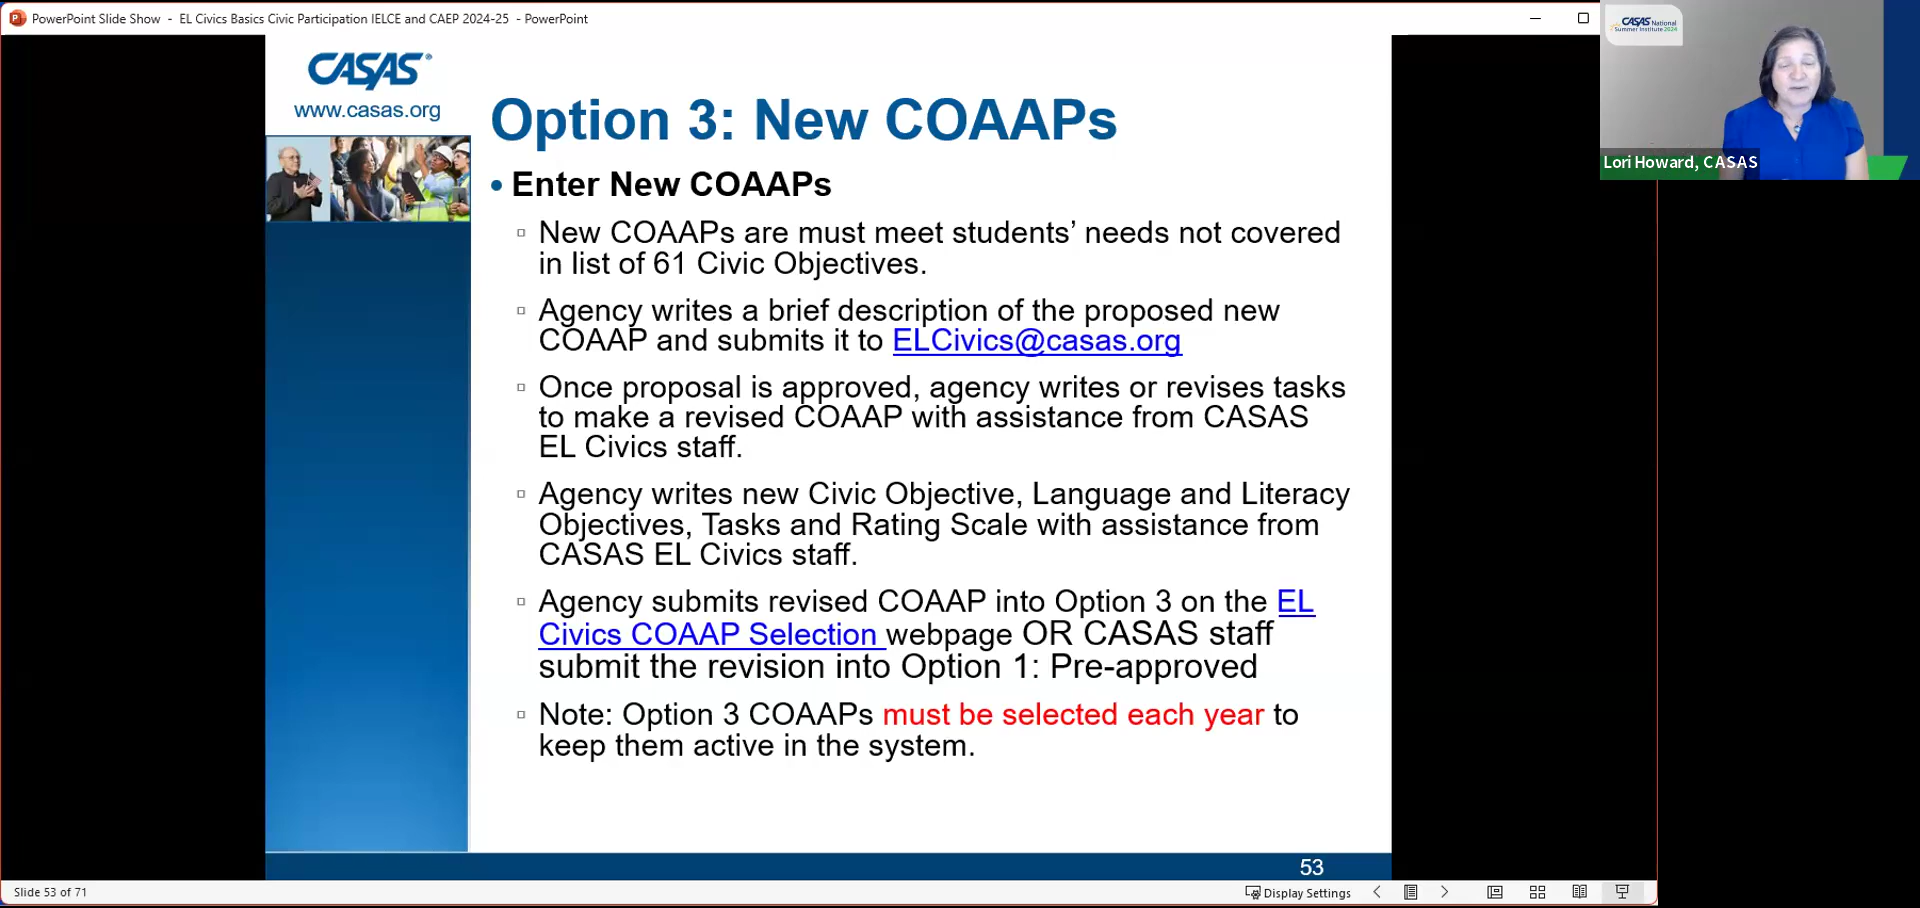 PowerPoint Slide Show - EL Civics Basics Civic Participation IELCE and CAEP 2024-25 - PowerPoint
CASAS National
Summer Institute 2024
Lori Howard, CASAS
CASAS®
www.casas.org
Option 3: New COAAPs
• Enter New COAAPs
New COAAPs are must meet students’ needs not covered
in list of 61 Civic Objectives.
Agency writes a brief description of the proposed new
COAAP and submits it to ELCivics@casas.org
Once proposal is approved, agency writes or revises tasks
to make a revised COAAP with assistance from CASAS
EL Civics staff.
Agency writes new Civic Objective, Language and Literacy
Objectives, Tasks and Rating Scale with assistance from
CASAS EL Civics staff.
Agency submits revised COAAP into Option 3 on the EL
Civics COAAP Selection webpage OR CASAS staff
submit the revision into Option 1: Pre-approved
Note: Option 3 COAAPs must be selected each year to
keep them active in the system.
53
Slide 53 of 71
Display Settings